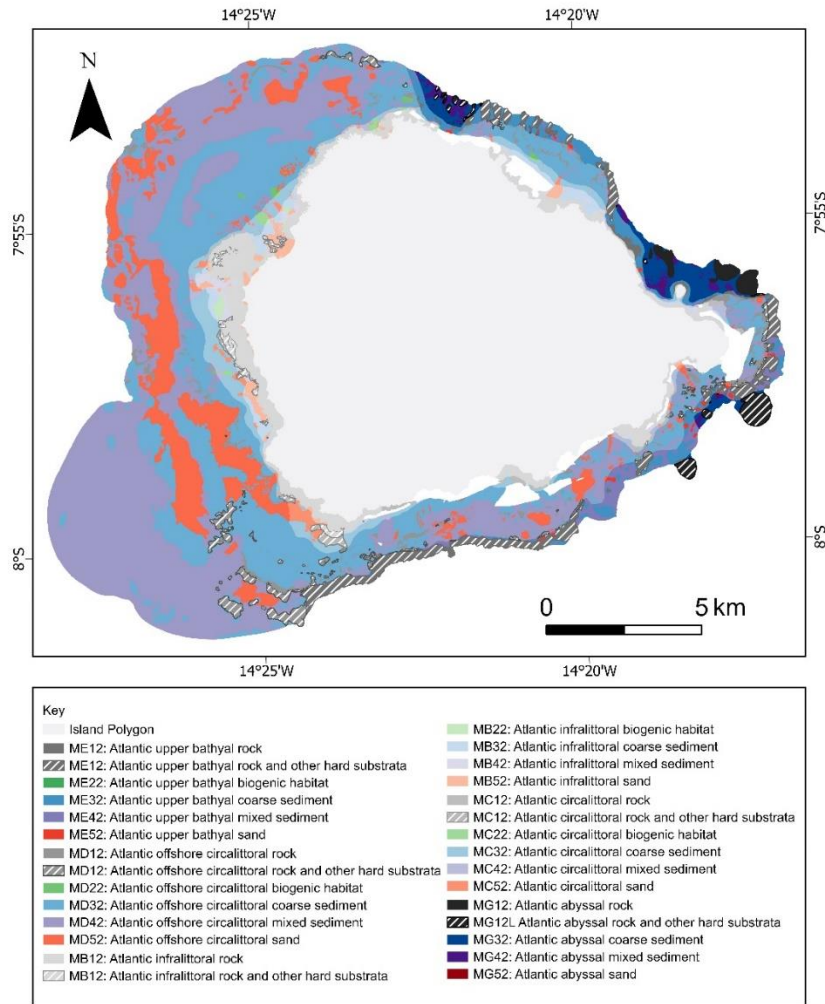 14°25'W 14°20'W
N
7°55'S 7°55'S
8°S 8°S
0 5 km
14°25'W 14°20'W
Key
Island Polygon
ME12: Atlantic upper bathyal rock
ME12: Atlantic upper bathyal rock and other hard substrata
ME22: Atlantic upper bathyal biogenic habitat
ME32: Atlantic upper bathyal coarse sediment
ME42: Atlantic upper bathyal mixed sediment
ME52: Atlantic upper bathyal sand
MD12: Atlantic offshore circalittoral rock
MD12: Atlantic offshore circalittoral rock and other hard substrata
MD22: Atlantic offshore circalittoral biogenic habitat
MD32: Atlantic offshore circalittoral coarse sediment
MD42: Atlantic offshore circalittoral mixed sediment
MD52: Atlantic offshore circalittoral sand
MB12: Atlantic infralittoral rock
MB12: Atlantic infralittoral rock and other hard substrata
MB22: Atlantic infralittoral biogenic habitat
MB32: Atlantic infralittoral coarse sediment
MB42: Atlantic infralittoral mixed sediment
MB52: Atlantic infralittoral sand
MC12: Atlantic circalittoral rock
MC12: Atlantic circalittoral rock and other hard substrata
MC22: Atlantic circalittoral biogenic habitat
MC32: Atlantic circalittoral coarse sediment
MC42: Atlantic circalittoral mixed sediment
MC52: Atlantic circalittoral sand
MG12: Atlantic abyssal rock
MG12L Atlantic abyssal rock and other hard substrata
MG32: Atlantic abyssal coarse sediment
MG42: Atlantic abyssal mixed sediment
MG52: Atlantic abyssal sand